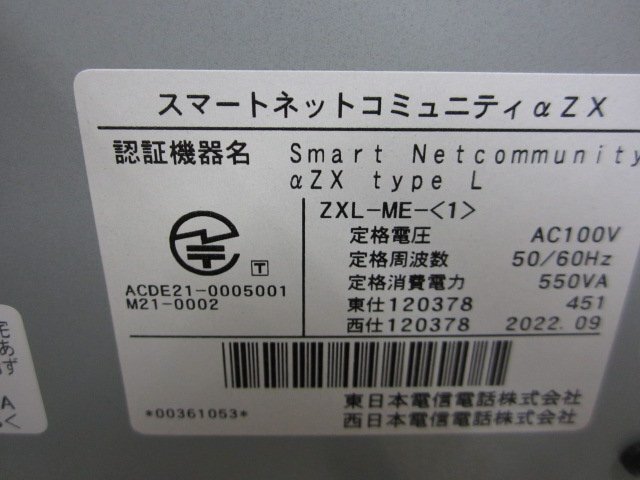 スマートネットコミュニティαZX
認証機器名 Smart Netcommunity
αZX type L
ZXL-ME-<1>
定格電圧 AC100V
定格周波数 50/60Hz
定格消費電力 550VA
T
ACDE21-0005001
M21-0002
東仕120378 451
西仕120378 2022.09
*00361053*
東日本電信電話株式会社
西日本電信電話株式会社
宅
あ
A